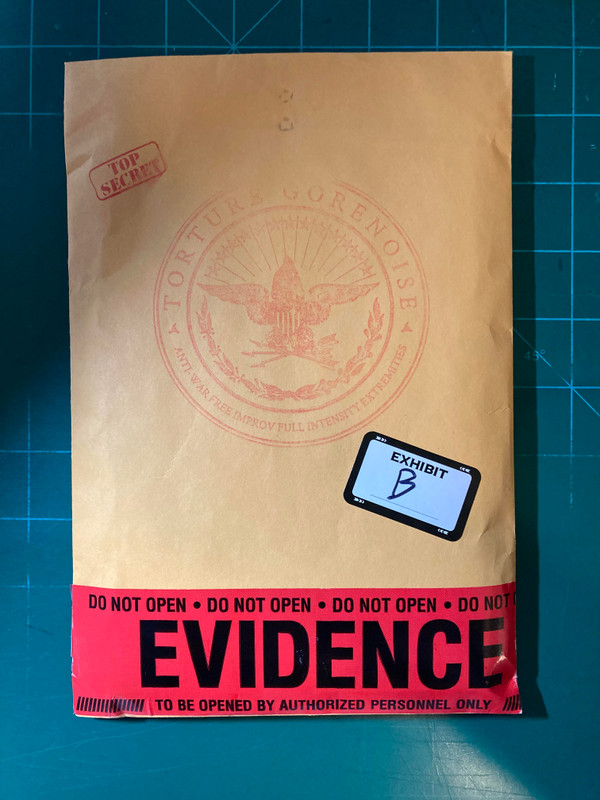 TOP
SECRET
TORTURE GORENOISE
ANTI-WAR, FREE IMPROV FULL INTENSITY EXTREMITIES
EXHIBIT
B
DO NOT OPEN • DO NOT OPEN • DO NOT OPEN • DO NOT
EVIDENCE
TO BE OPENED BY AUTHORIZED PERSONNEL ONLY
45°